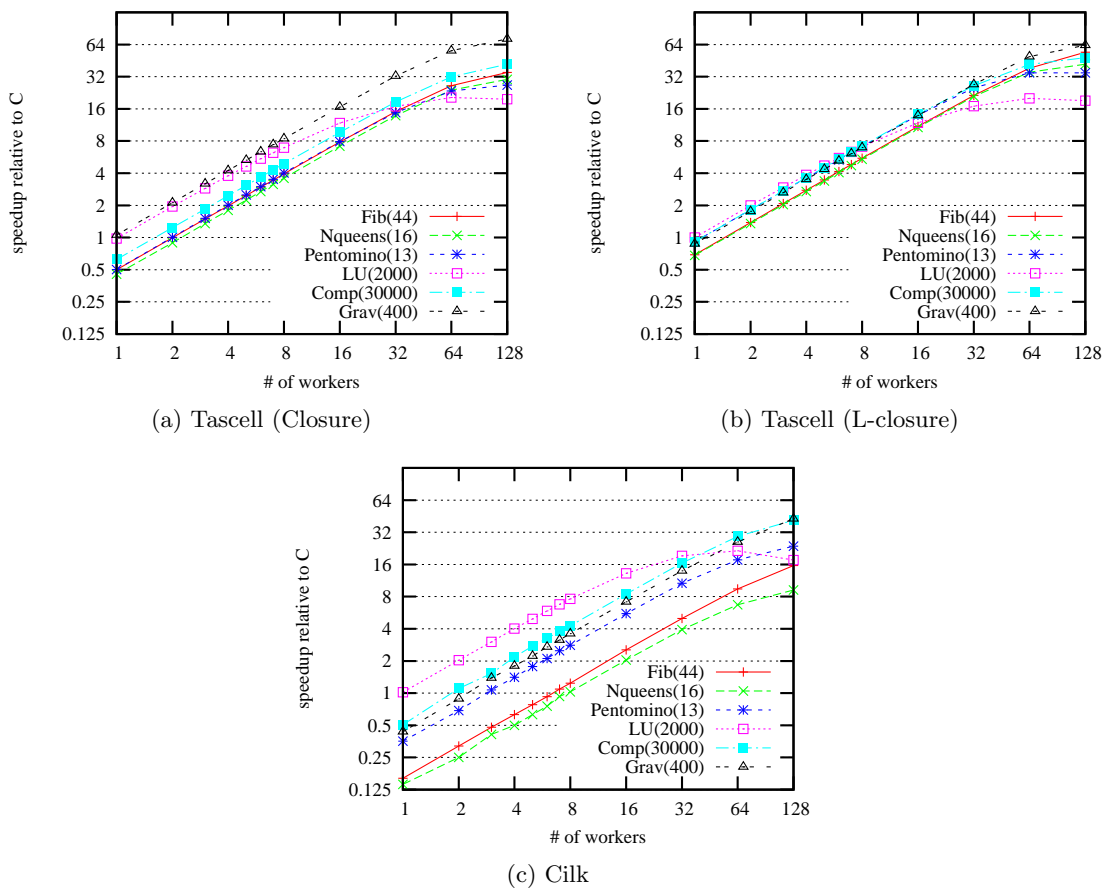 64
32
16
8
4
2
1
0.5
0.25
0.125
speedup relative to C
Fib(44)
Nqueens(16)
Pentomino(13)
LU(2000)
Comp(30000)
Grav(400)
1 2 4 8 16 32 64 128
# of workers
(a) Tascell (Closure)
64
32
16
8
4
2
1
0.5
0.25
0.125
speedup relative to C
Fib(44)
Nqueens(16)
Pentomino(13)
LU(2000)
Comp(30000)
Grav(400)
1 2 4 8 16 32 64 128
# of workers
(b) Tascell (L-closure)
64
32
16
8
4
2
1
0.5
0.25
0.125
speedup relative to C
Fib(44)
Nqueens(16)
Pentomino(13)
LU(2000)
Comp(30000)
Grav(400)
1 2 4 8 16 32 64 128
# of workers
(c) Cilk